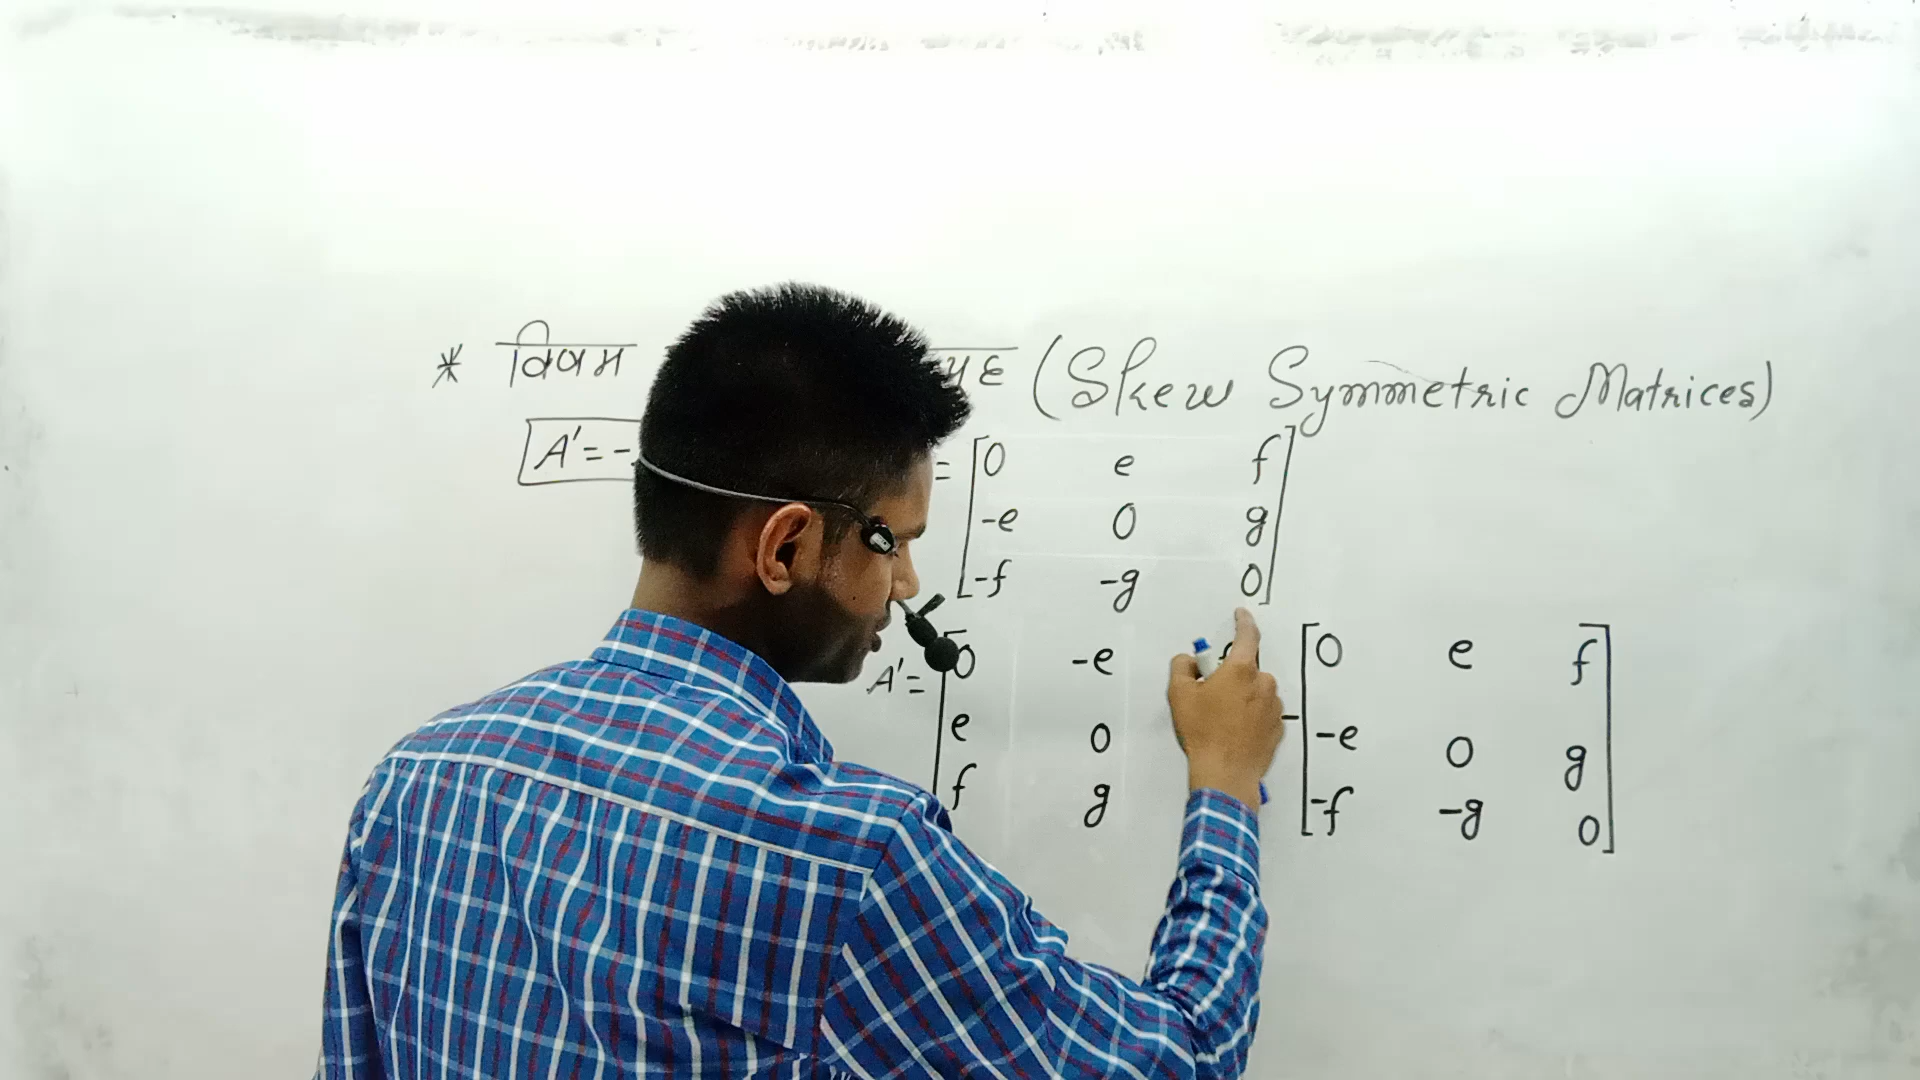 * विषम (Skew Symmetric Matrices)
A' = -
= [0 e f
-e 0 g
-f -g 0]
A' = [0 -e - [0 e f
e 0 -e 0 g
f g -f -g 0]